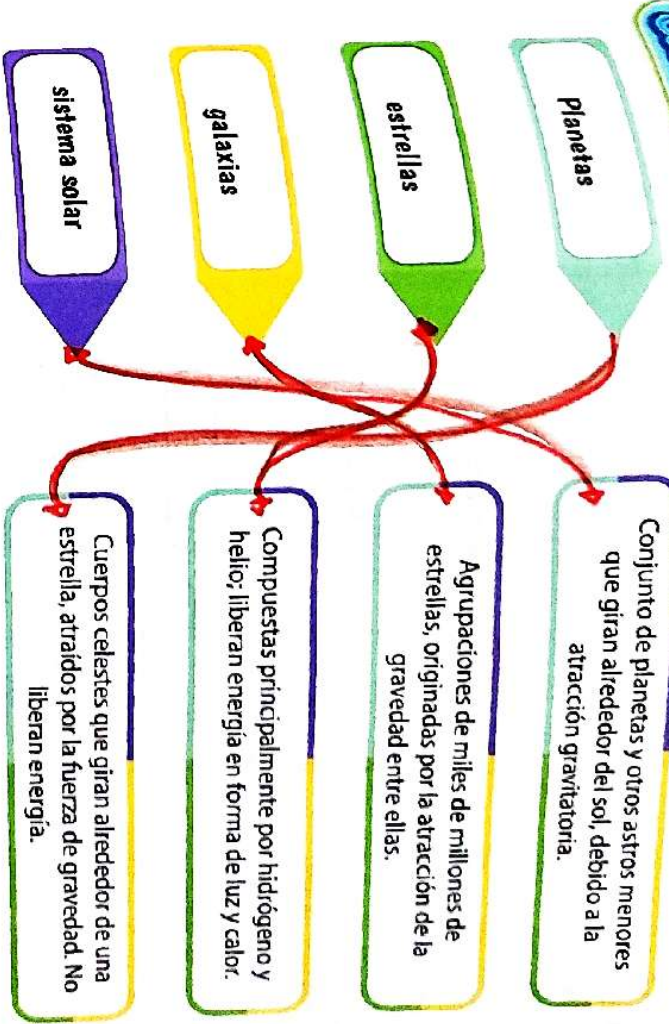 Planetas
estrellas
galaxias
sistema solar
Conjunto de planetas y otros astros menores
que giran alrededor del sol, debido a la
atracción gravitatoria.
Agrupaciones de miles de millones de
estrellas, originadas por la atracción de la
gravedad entre ellas.
Compuestas principalmente por hidrógeno y
helio; liberan energía en forma de luz y calor.
Cuerpos celestes que giran alrededor de una
estrella, atraídos por la fuerza de gravedad. No
liberan energía.